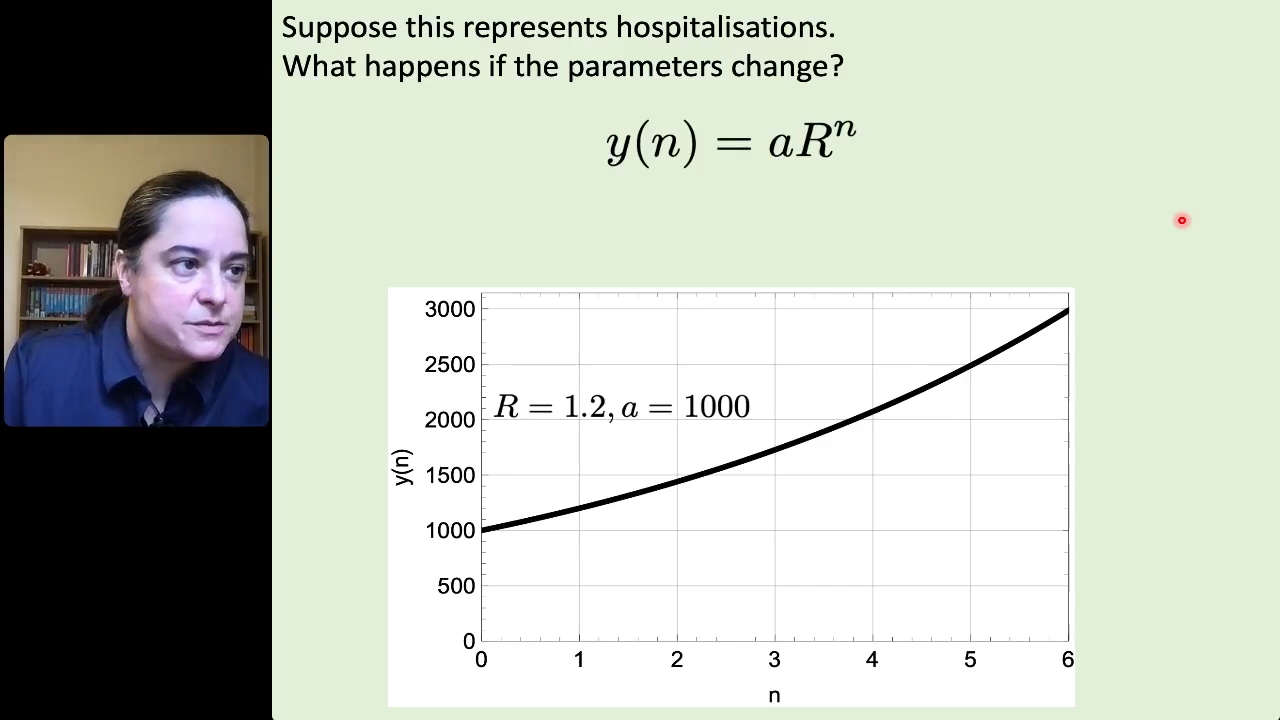 Suppose this represents hospitalisations.
What happens if the parameters change?
y(n) = aRⁿ
3000
2500
2000
1500
1000
500
0
R = 1.2, a = 1000
y(n)
0 1 2 3 4 5 6
n